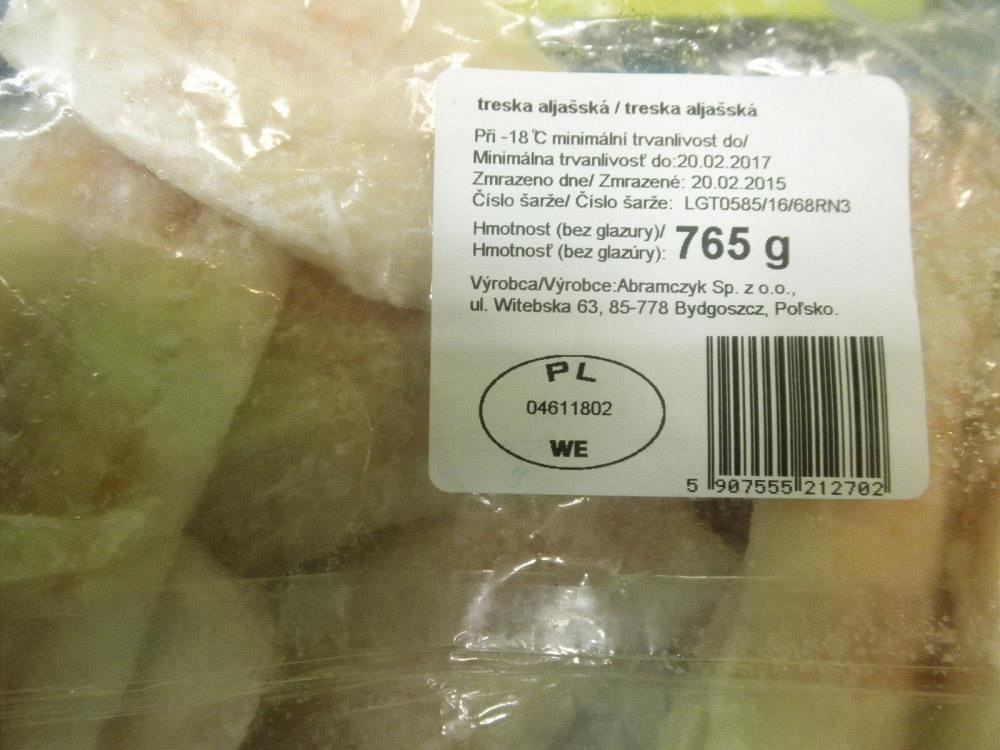 treska aljašská / treska aljašská
Při -18°C minimální trvanlivost do/
Minimálna trvanlivosť do:20.02.2017
Zmrazeno dne/ Zmrazené: 20.02.2015
Číslo šarže/ Číslo šarže: LGT0585/16/68RN3
Hmotnost (bez glazury)/
Hmotnosť (bez glazúry): 765 g
Výrobca/Výrobce:Abramczyk Sp. z o.o.,
ul. Witebska 63, 85-778 Bydgoszcz, Poľsko.
PL
04611802
WE
5 907555 212702